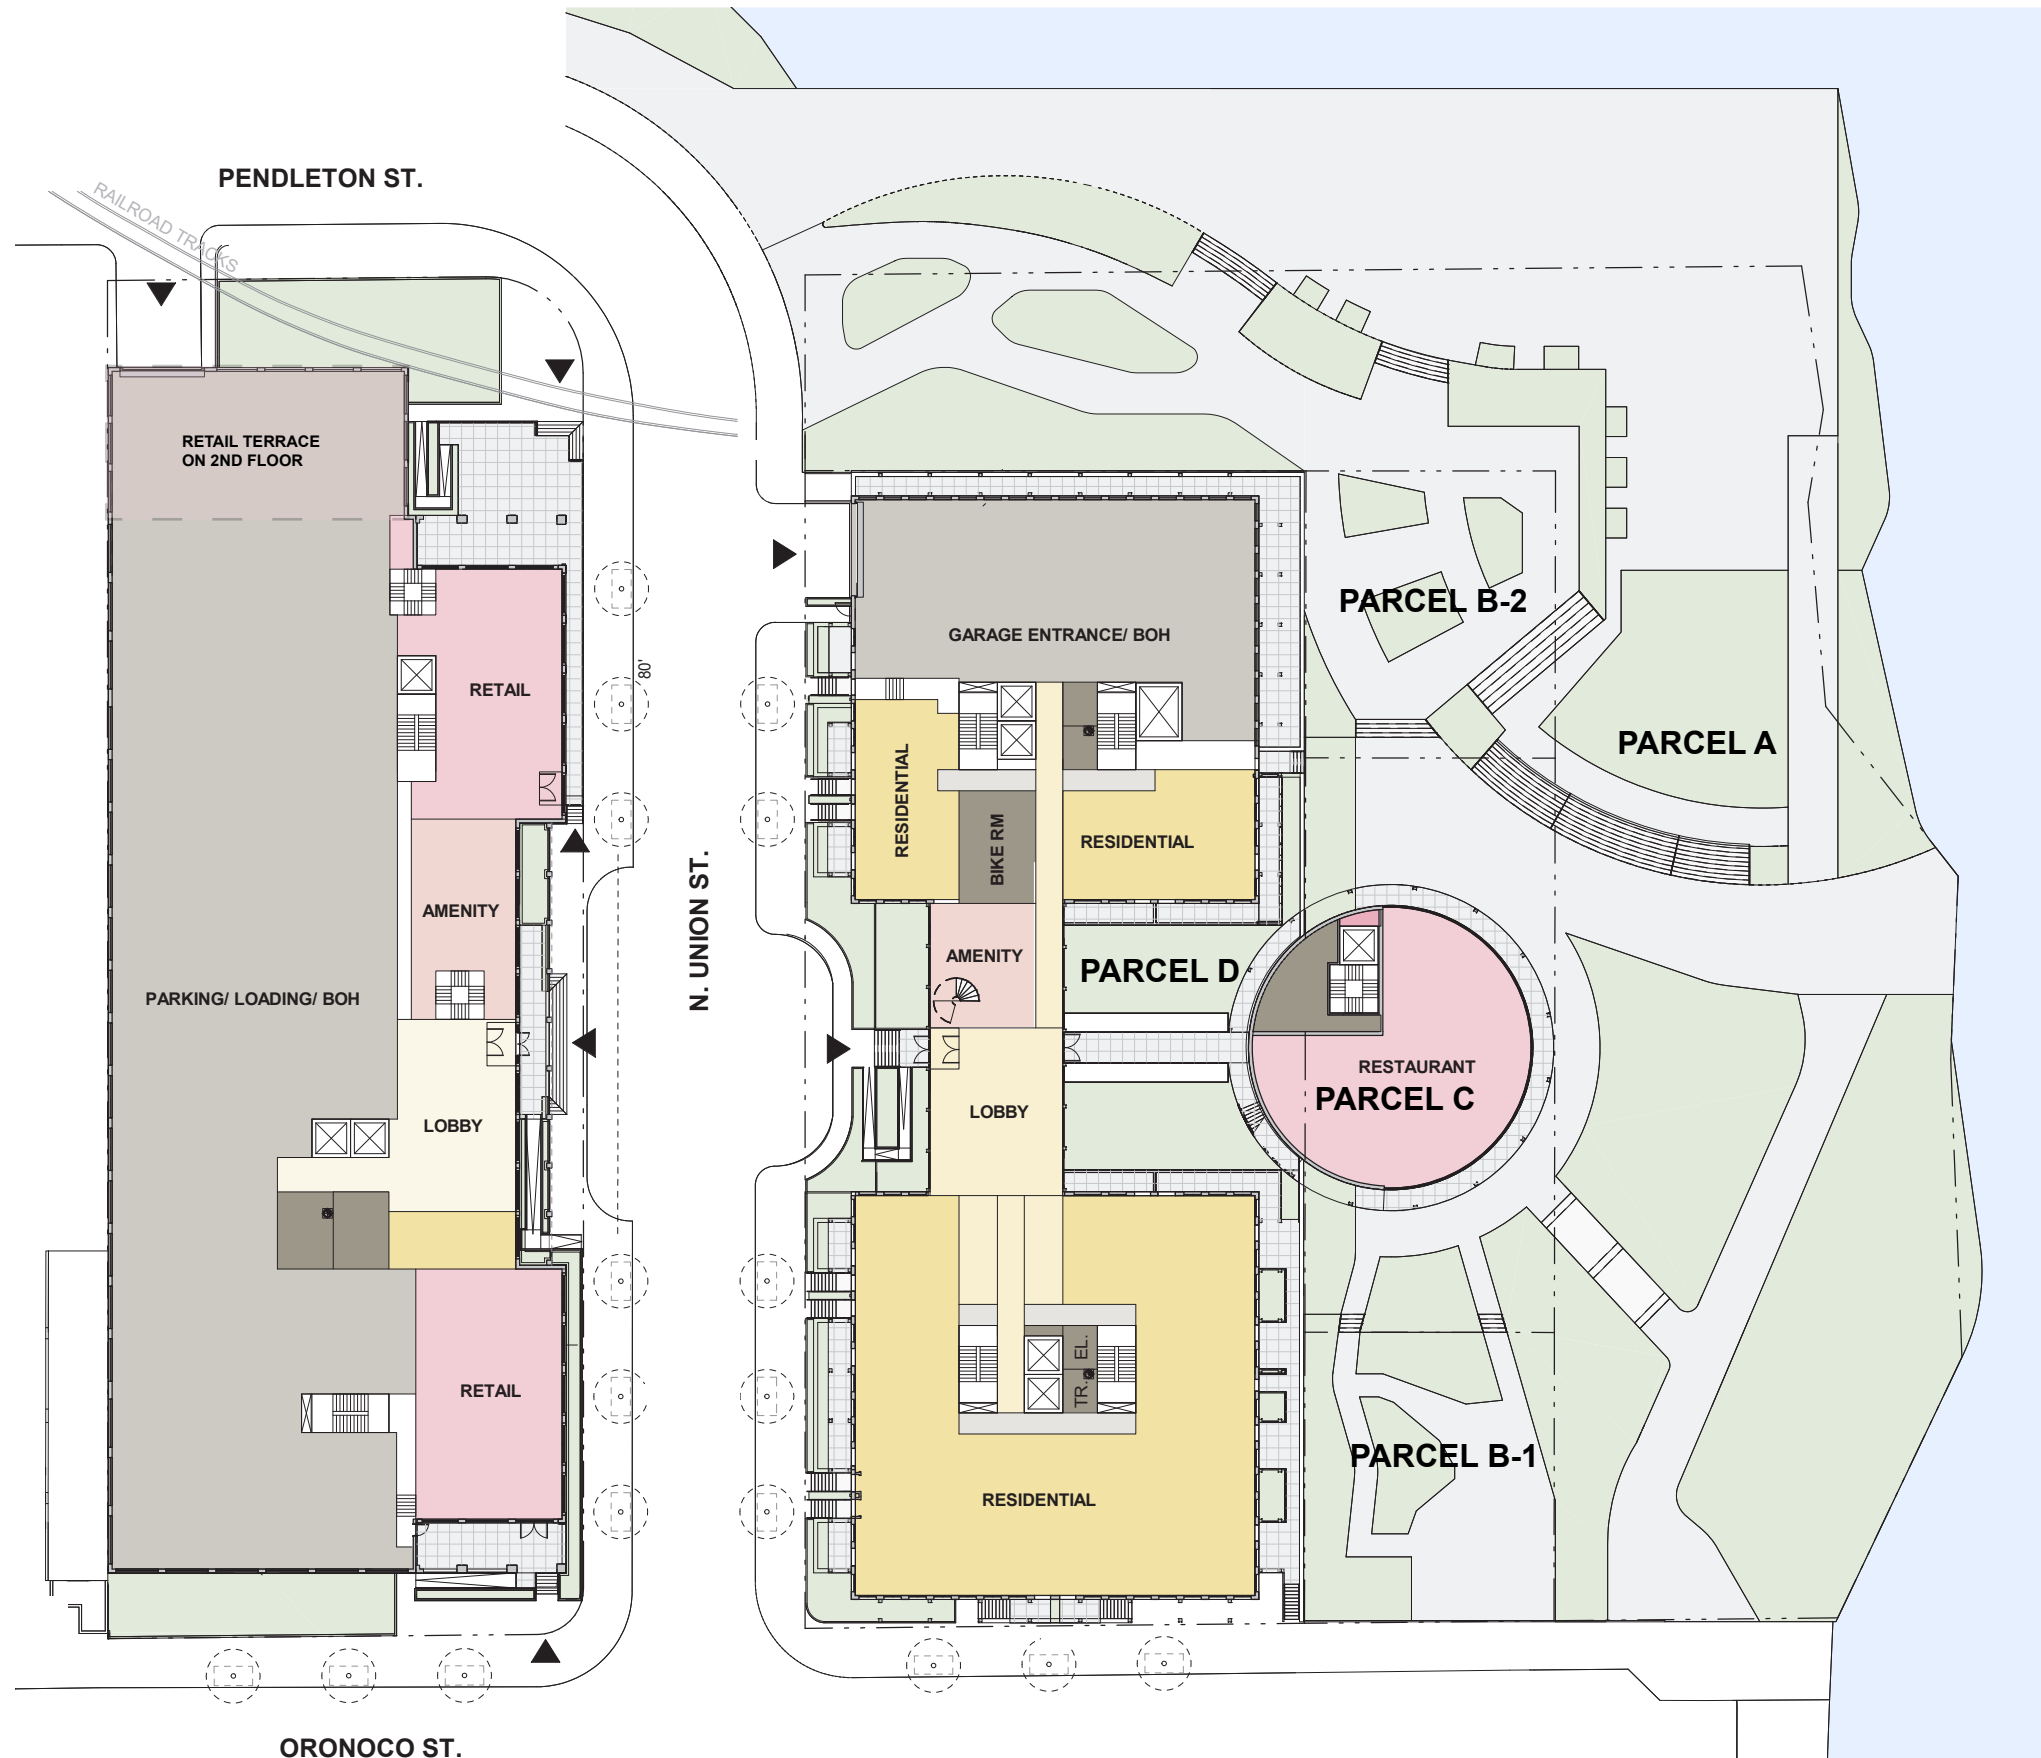 PENDLETON ST.
RAILROAD TRACKS
RETAIL TERRACE
ON 2ND FLOOR
PARCEL B-2
GARAGE ENTRANCE/ BOH
80'
RETAIL
PARCEL A
RESIDENTIAL
BIKE RM
RESIDENTIAL
N. UNION ST.
AMENITY
AMENITY
PARCEL D
PARKING/ LOADING/ BOH
RESTAURANT
PARCEL C
LOBBY
LOBBY
EL.
TR.
RETAIL
PARCEL B-1
RESIDENTIAL
ORONOCO ST.